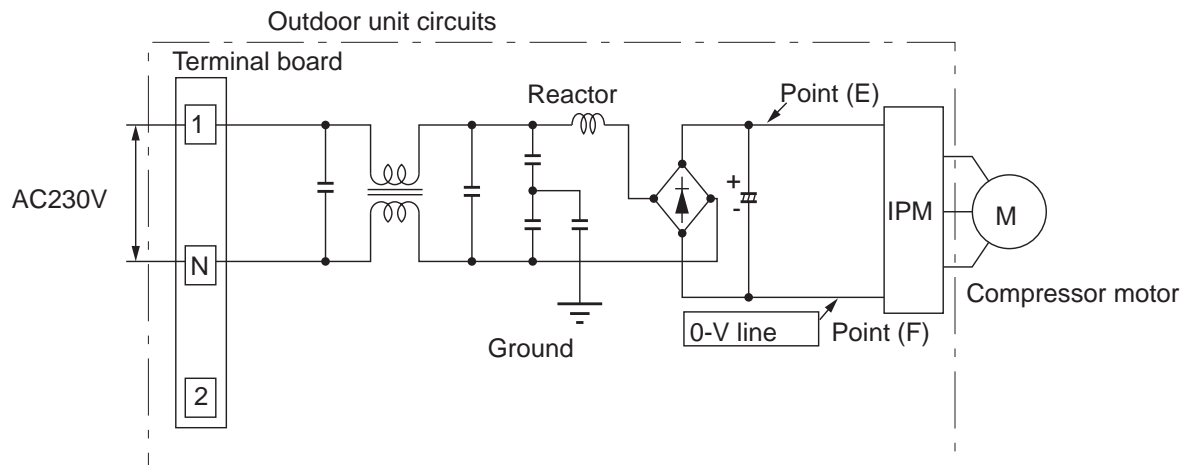 Outdoor unit circuits
Terminal board
Reactor
Point (E)
1
AC230V
+
-
IPM
M
N
Compressor motor
0-V line
Point (F)
Ground
2